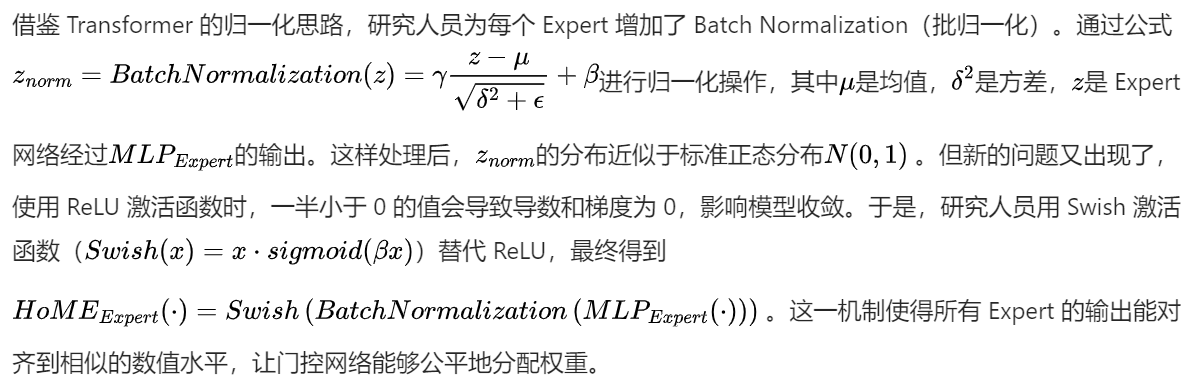 借鉴 Transformer 的归一化思路，研究人员为每个 Expert 增加了 Batch Normalization（批归一化）。通过公式
$z_{norm} = BatchNormalization(z) = \gamma \frac{z - \mu}{\sqrt{\delta^2 + \epsilon}} + \beta$进行归一化操作，其中$\mu$是均值，$\delta^2$是方差，$z$是 Expert
网络经过$MLP_{Expert}$的输出。这样处理后，$z_{norm}$的分布近似于标准正态分布$N(0,1)$ 。但新的问题又出现了，
使用 ReLU 激活函数时，一半小于 0 的值会导致导数和梯度为 0，影响模型收敛。于是，研究人员用 Swish 激活
函数（$Swish(x) = x \cdot sigmoid(\beta x)$）替代 ReLU，最终得到
$HoME_{Expert}(\cdot) = Swish\,(BatchNormalization\,(MLP_{Expert}(\cdot)))$ 。这一机制使得所有 Expert 的输出能对
齐到相似的数值水平，让门控网络能够公平地分配权重。